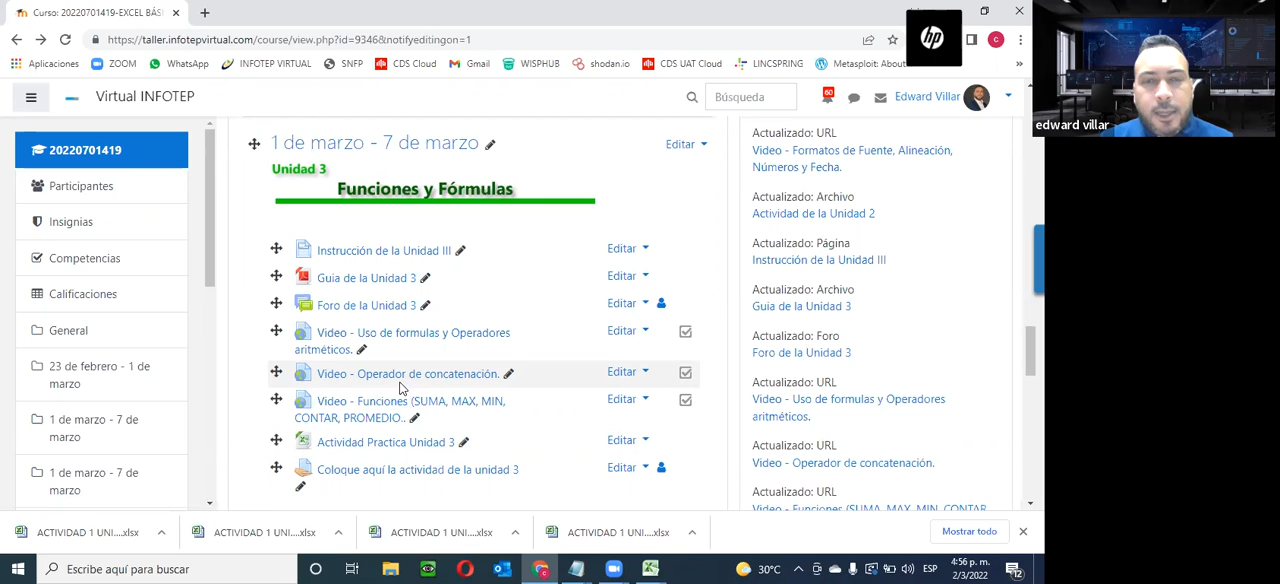 Curso: 20220701419-EXCEL BÁS
https://taller.infotepvirtual.com/course/view.php?id=9346&notifyeditingon=1
Aplicaciones
ZOOM
WhatsApp
INFOTEP VIRTUAL
SNFP
CDS Cloud
Gmail
WISPHUB
shodan.io
CDS UAT Cloud
LINCSPRING
Metasploit: About
»
hp
C
edward villar
Virtual INFOTEP
Búsqueda
60
Edward Villar
20220701419
Participantes
Insignias
Competencias
Calificaciones
General
23 de febrero - 1 de
marzo
1 de marzo - 7 de
marzo
1 de marzo - 7 de
marzo
1 de marzo - 7 de marzo
Editar
Unidad 3
Funciones y Fórmulas
Instrucción de la Unidad III
Editar
Guia de la Unidad 3
Editar
Foro de la Unidad 3
Editar
Video - Uso de formulas y Operadores
aritméticos.
Editar
Video - Operador de concatenación.
Editar
Video - Funciones (SUMA, MAX, MIN,
CONTAR, PROMEDIO..
Editar
Actividad Practica Unidad 3
Editar
Coloque aquí la actividad de la unidad 3
Editar
Actualizado: URL
Video - Formatos de Fuente, Alineación,
Números y Fecha.
Actualizado: Archivo
Actividad de la Unidad 2
Actualizado: Página
Instrucción de la Unidad III
Actualizado: Archivo
Guia de la Unidad 3
Actualizado: Foro
Foro de la Unidad 3
Actualizado: URL
Video - Uso de formulas y Operadores
aritméticos.
Actualizado: URL
Video - Operador de concatenación.
Actualizado: URL
Video - Funciones (SUMA, MAX, MIN, CONTAR
ACTIVIDAD 1 UNI....xlsx
ACTIVIDAD 1 UNI....xlsx
ACTIVIDAD 1 UNI....xlsx
ACTIVIDAD 1 UNI....xlsx
Mostrar todo
Escribe aquí para buscar
30°C
ESP
4:56 p. m.
2/3/2022
12